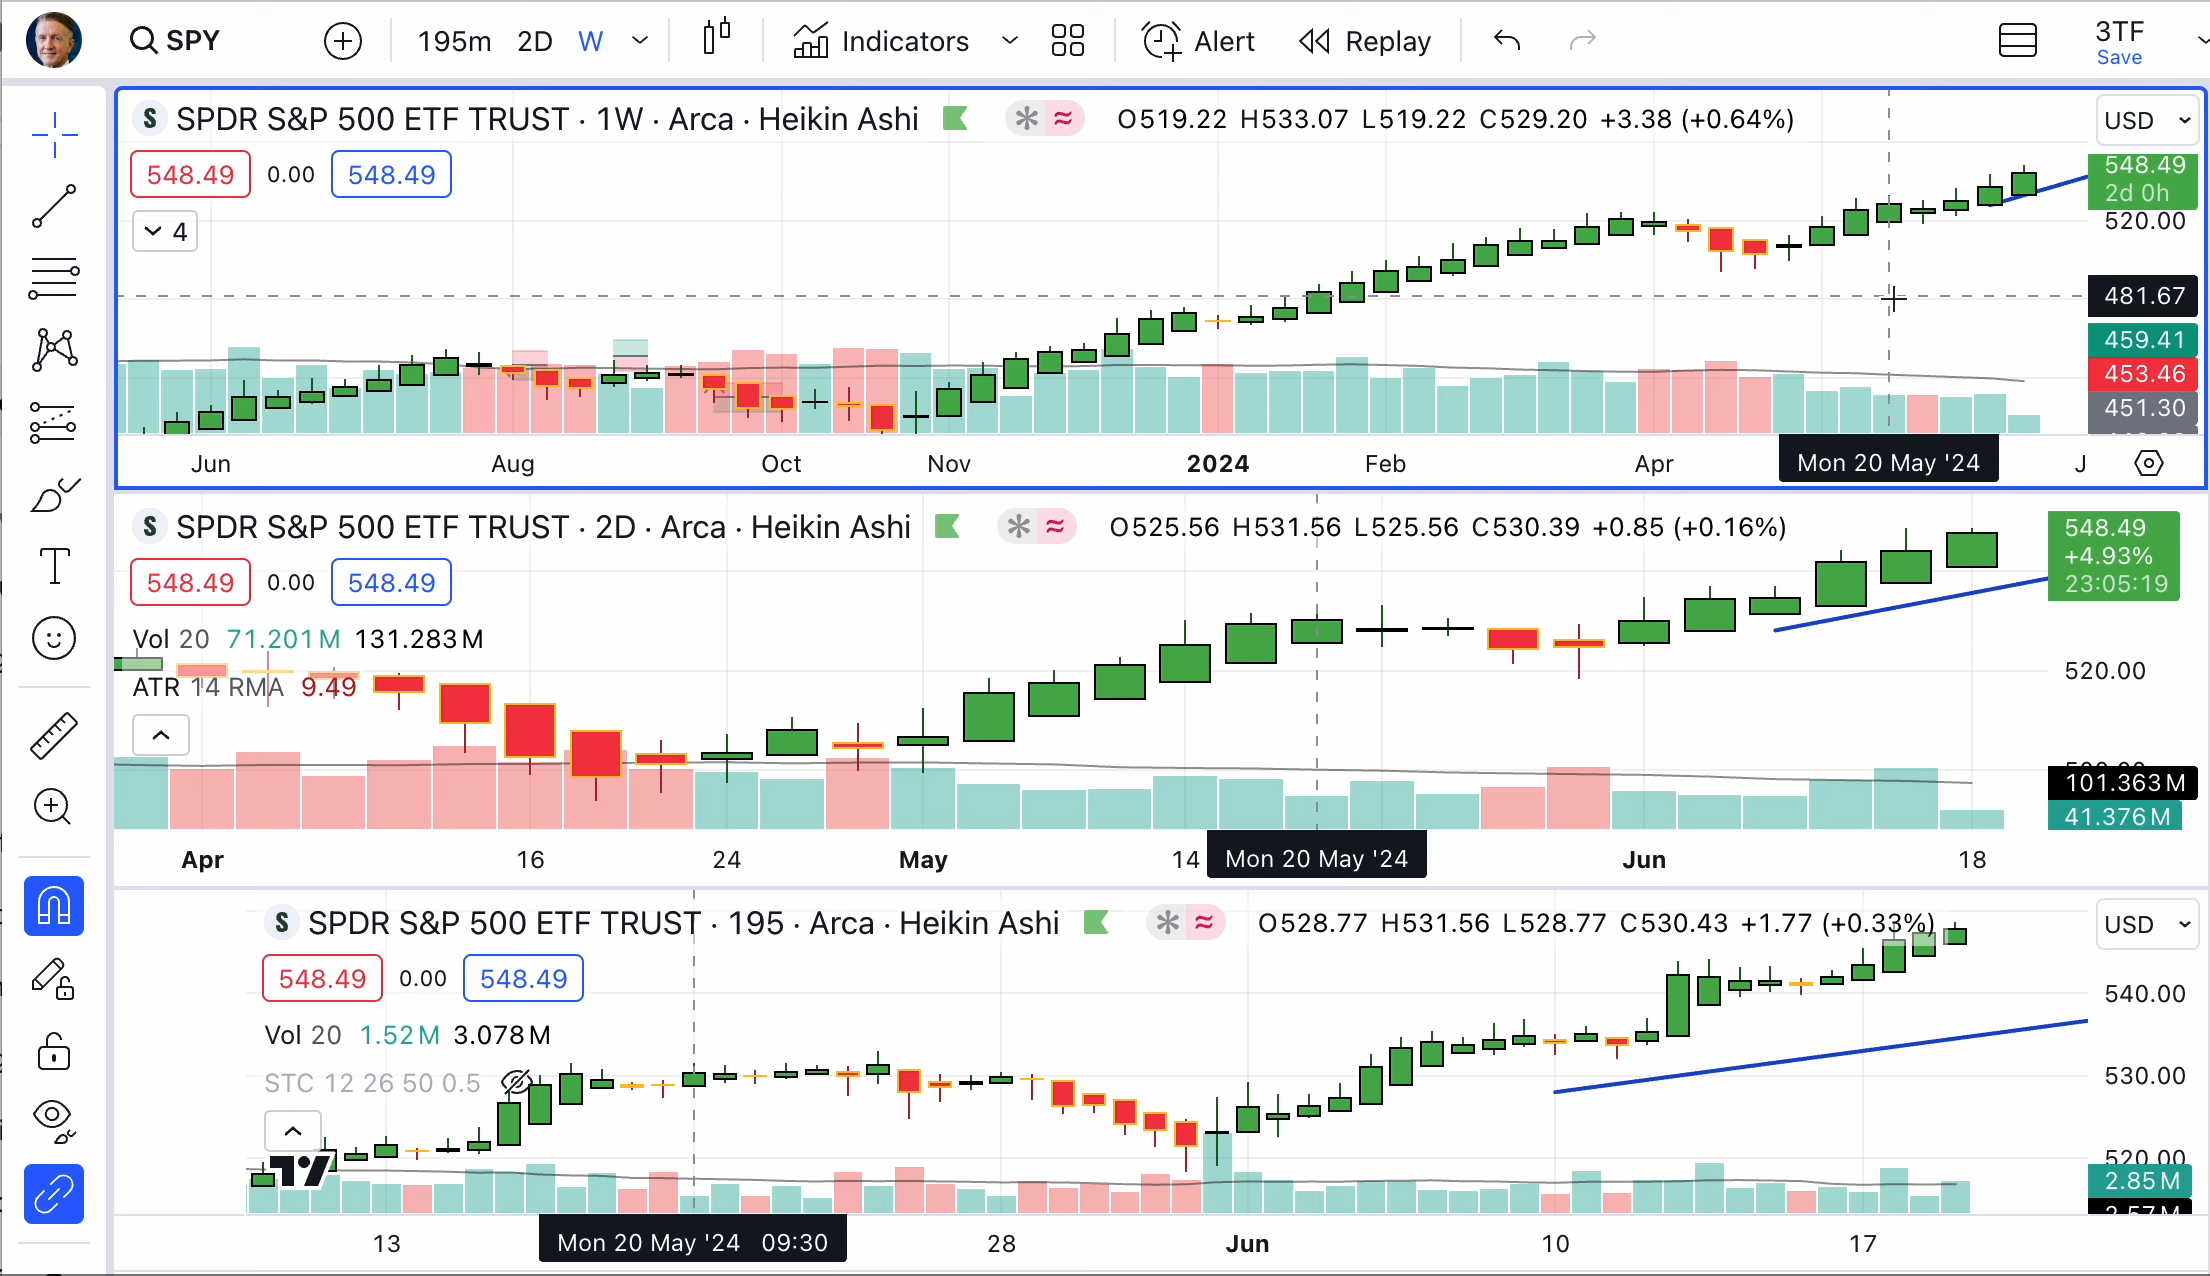 SPY
195m 2D W
Indicators
Alert
Replay
3TF
Save
S SPDR S&P 500 ETF TRUST · 1W · Arca · Heikin Ashi
O519.22 H533.07 L519.22 C529.20 +3.38 (+0.64%)
USD
548.49 0.00 548.49
4
548.49
2d 0h
520.00
481.67
459.41
453.46
451.30
Jun Aug Oct Nov 2024 Feb Apr Mon 20 May '24 J
S SPDR S&P 500 ETF TRUST · 2D · Arca · Heikin Ashi
O525.56 H531.56 L525.56 C530.39 +0.85 (+0.16%)
548.49 0.00 548.49
Vol 20 71.201M 131.283M
ATR 14 RMA 9.49
548.49
+4.93%
23:05:19
520.00
101.363M
41.376M
Apr 16 24 May 14 Mon 20 May '24 Jun 18
S SPDR S&P 500 ETF TRUST · 195 · Arca · Heikin Ashi
O528.77 H531.56 L528.77 C530.43 +1.77 (+0.33%)
USD
548.49 0.00 548.49
Vol 20 1.52M 3.078M
STC 12 26 50 0.5
540.00
530.00
520.00
2.85M
13 Mon 20 May '24 09:30 28 Jun 10 17